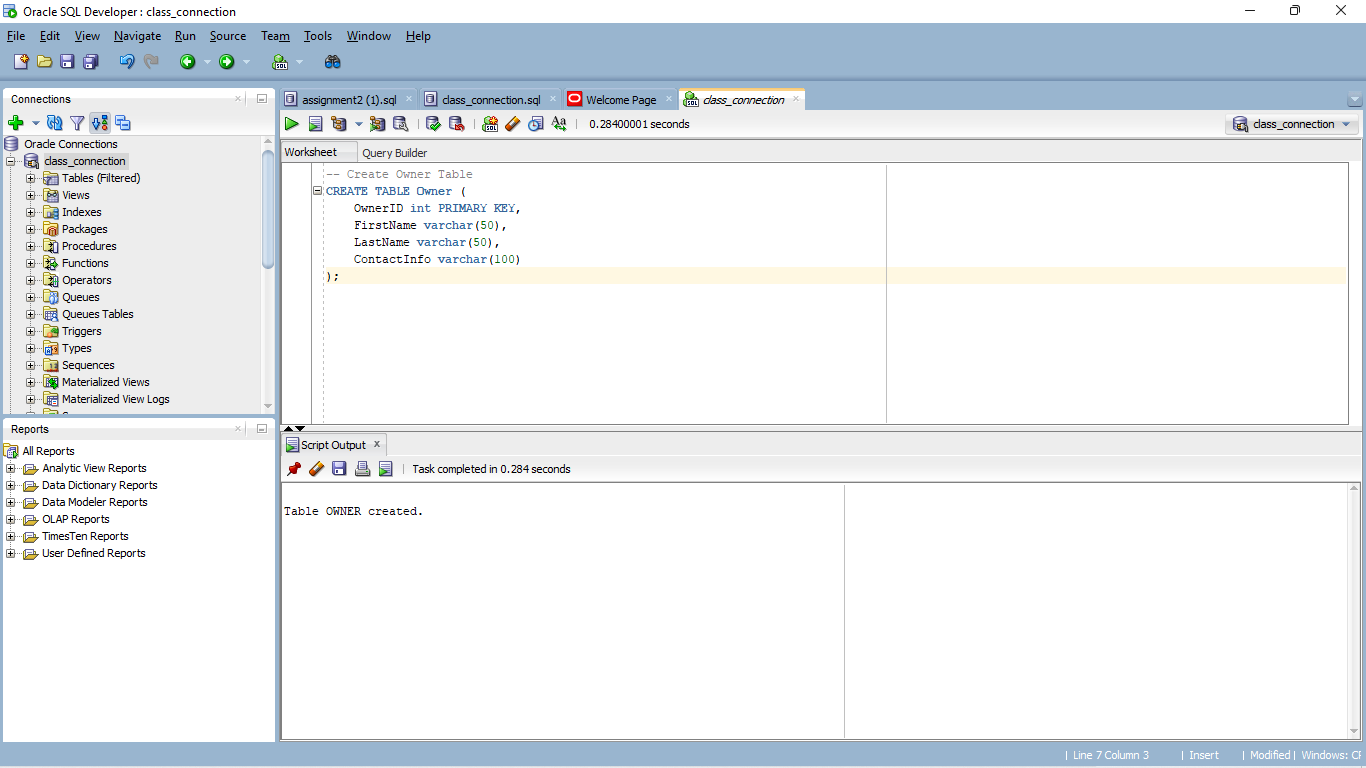 Oracle SQL Developer : class_connection
File Edit View Navigate Run Source Team Tools Window Help
Connections
Oracle Connections
class_connection
Tables (Filtered)
Views
Indexes
Packages
Procedures
Functions
Operators
Queues
Queues Tables
Triggers
Types
Sequences
Materialized Views
Materialized View Logs
Reports
All Reports
Analytic View Reports
Data Dictionary Reports
Data Modeler Reports
OLAP Reports
TimesTen Reports
User Defined Reports
assignment2 (1).sql class_connection.sql Welcome Page class_connection
0.28400001 seconds class_connection
Worksheet Query Builder
-- Create Owner Table
CREATE TABLE Owner (
OwnerID int PRIMARY KEY,
FirstName varchar(50),
LastName varchar(50),
ContactInfo varchar(100)
);
Script Output
Task completed in 0.284 seconds
Table OWNER created.
| Line 7 Column 3 | Insert | Modified | Windows: